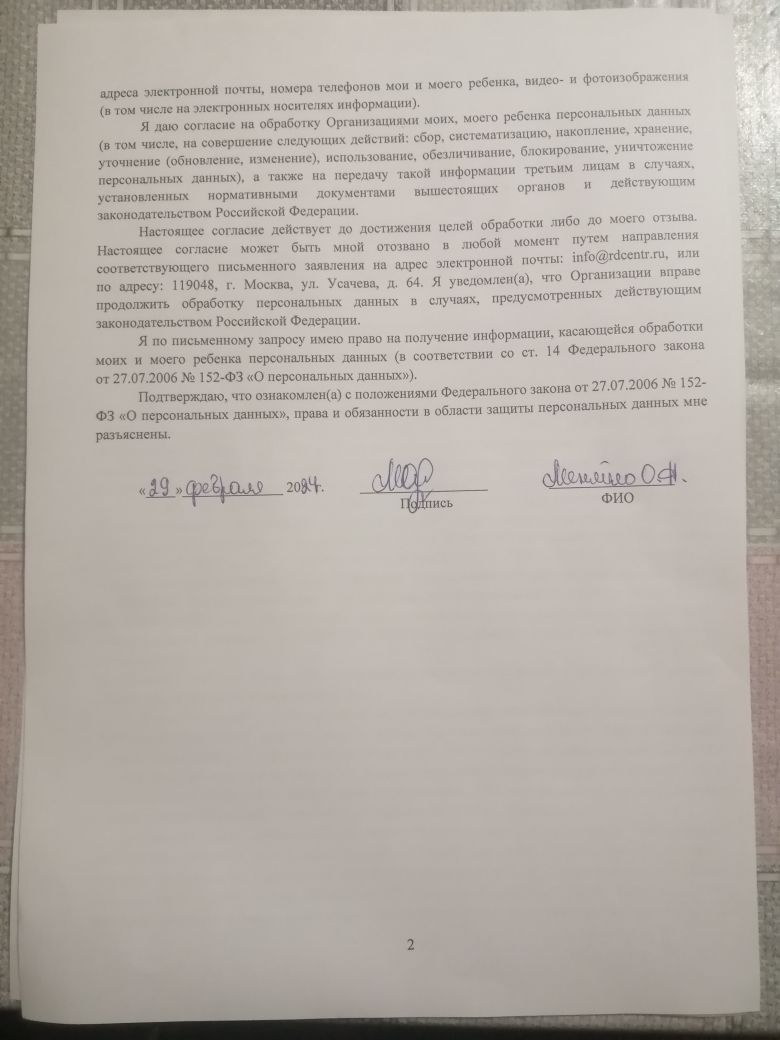 адреса электронной почты, номера телефонов мои и моего ребенка, видео- и фотоизображения
(в том числе на электронных носителях информации).
Я даю согласие на обработку Организациями моих, моего ребенка персональных данных
(в том числе, на совершение следующих действий: сбор, систематизацию, накопление, хранение,
уточнение (обновление, изменение), использование, обезличивание, блокирование, уничтожение
персональных данных), а также на передачу такой информации третьим лицам в случаях,
установленных нормативными документами вышестоящих органов и действующим
законодательством Российской Федерации.
Настоящее согласие действует до достижения целей обработки либо до моего отзыва.
Настоящее согласие может быть мной отозвано в любой момент путем направления
соответствующего письменного заявления на адрес электронной почты: info@rdcentr.ru, или
по адресу: 119048, г. Москва, ул. Усачева, д. 64. Я уведомлен(а), что Организации вправе
продолжить обработку персональных данных в случаях, предусмотренных действующим
законодательством Российской Федерации.
Я по письменному запросу имею право на получение информации, касающейся обработки
моих и моего ребенка персональных данных (в соответствии со ст. 14 Федерального закона
от 27.07.2006 № 152-ФЗ «О персональных данных»).
Подтверждаю, что ознакомлен(а) с положениями Федерального закона от 27.07.2006 № 152-
ФЗ «О персональных данных», права и обязанности в области защиты персональных данных мне
разъяснены.
«29» февраля 2024г.
Подпись
ФИО
2